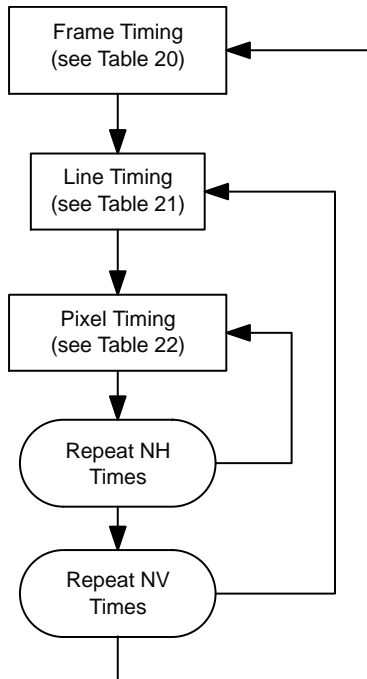 Frame Timing
(see Table 20)
Line Timing
(see Table 21)
Pixel Timing
(see Table 22)
Repeat NH
Times
Repeat NV
Times